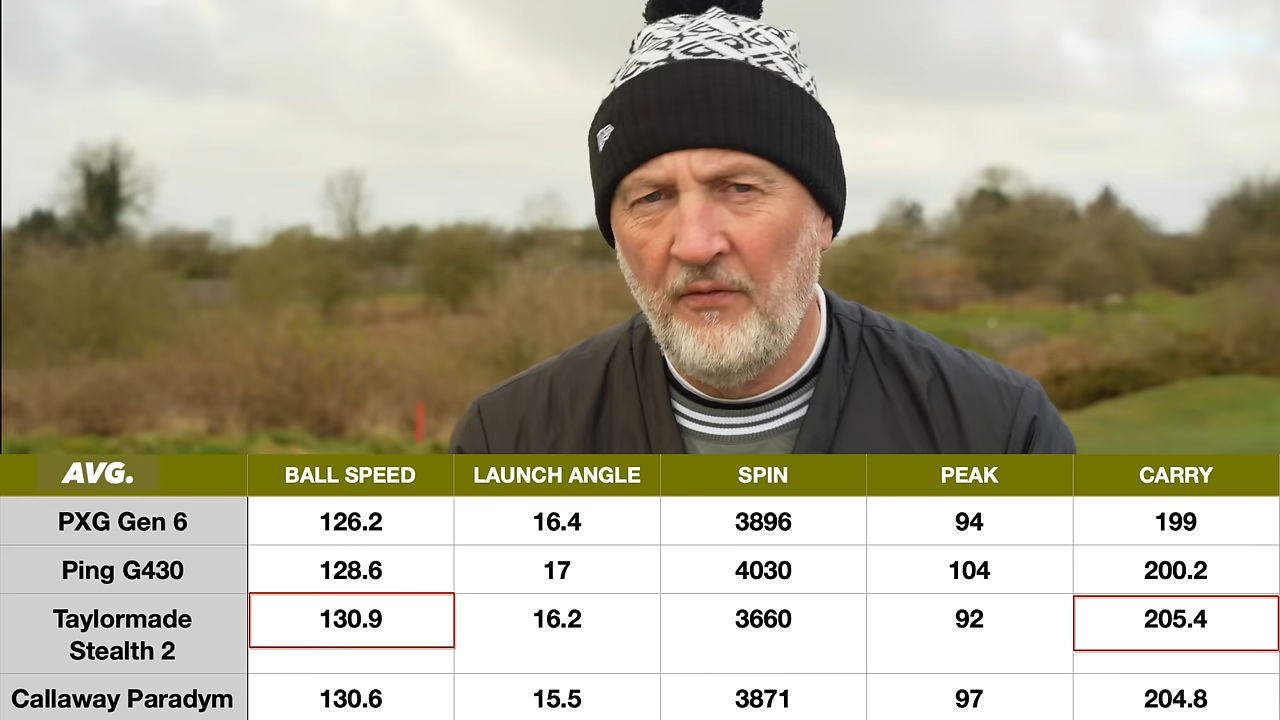 AVG. BALL SPEED LAUNCH ANGLE SPIN PEAK CARRY
PXG Gen 6 126.2 16.4 3896 94 199
Ping G430 128.6 17 4030 104 200.2
Taylormade 130.9 16.2 3660 92 205.4
Stealth 2
Callaway Paradym 130.6 15.5 3871 97 204.8